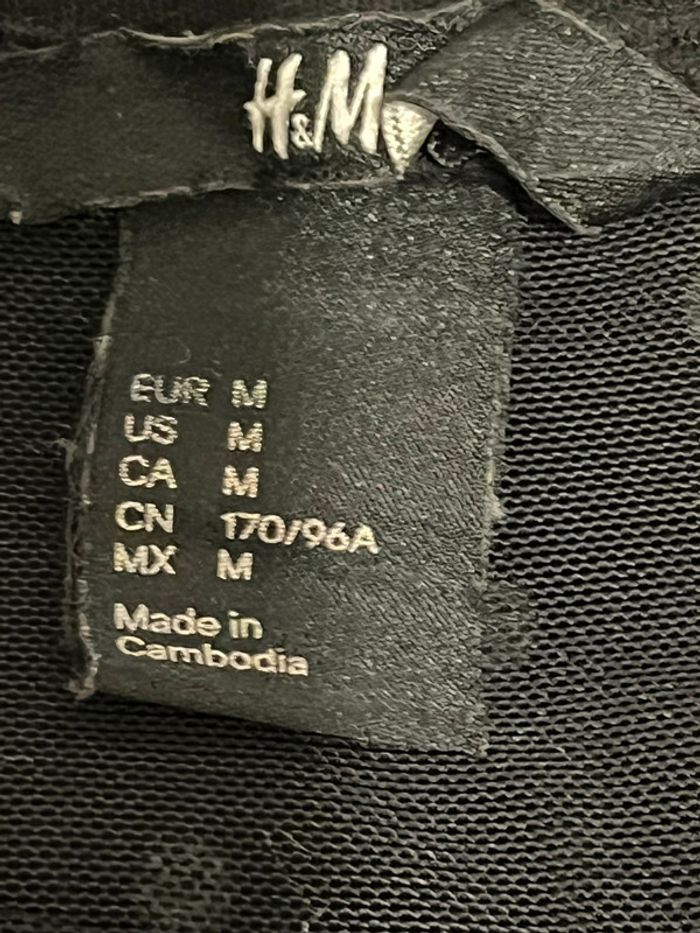 H&M
EUR M
US M
CA M
CN 170/96A
MX M
Made in
Cambodia